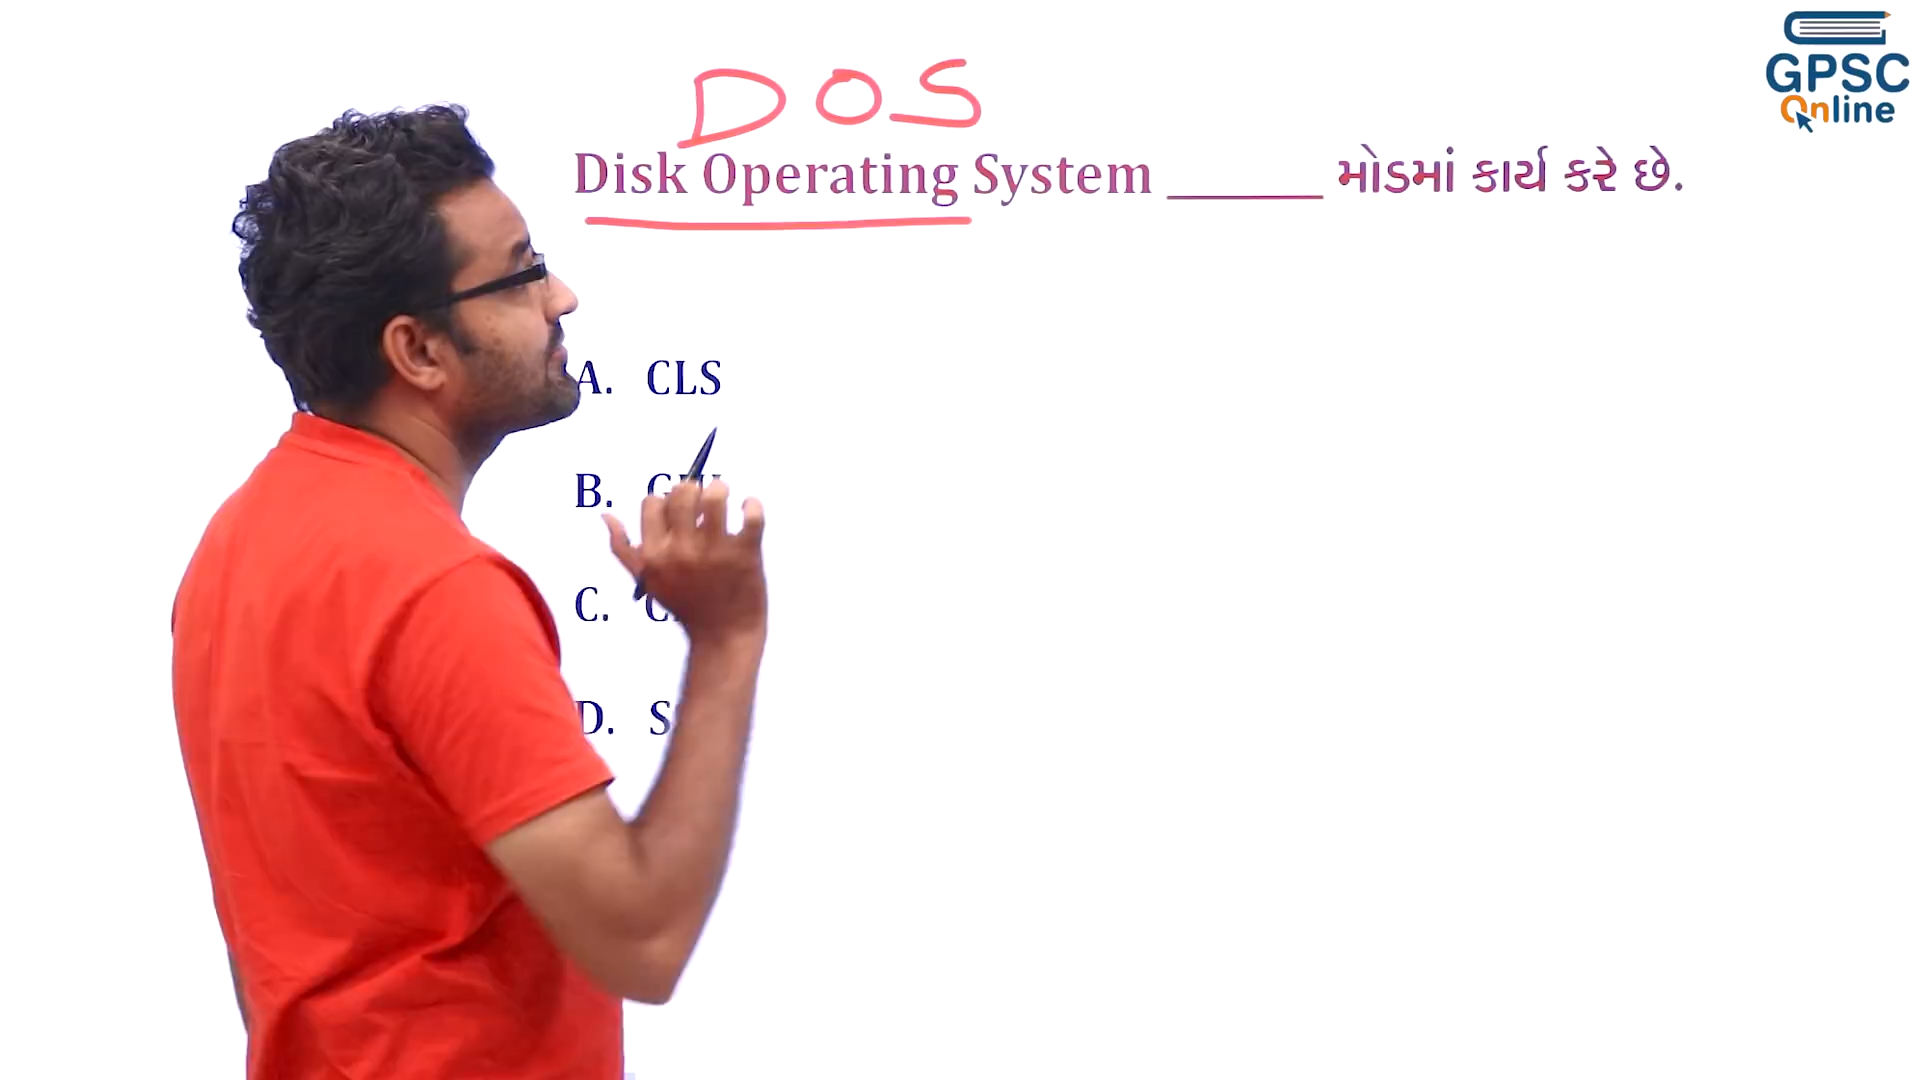 GPSC
Online
DOS
Disk Operating System ______ મોડમાં કાર્ય કરે છે.
A. CLS
B.
C.
D.